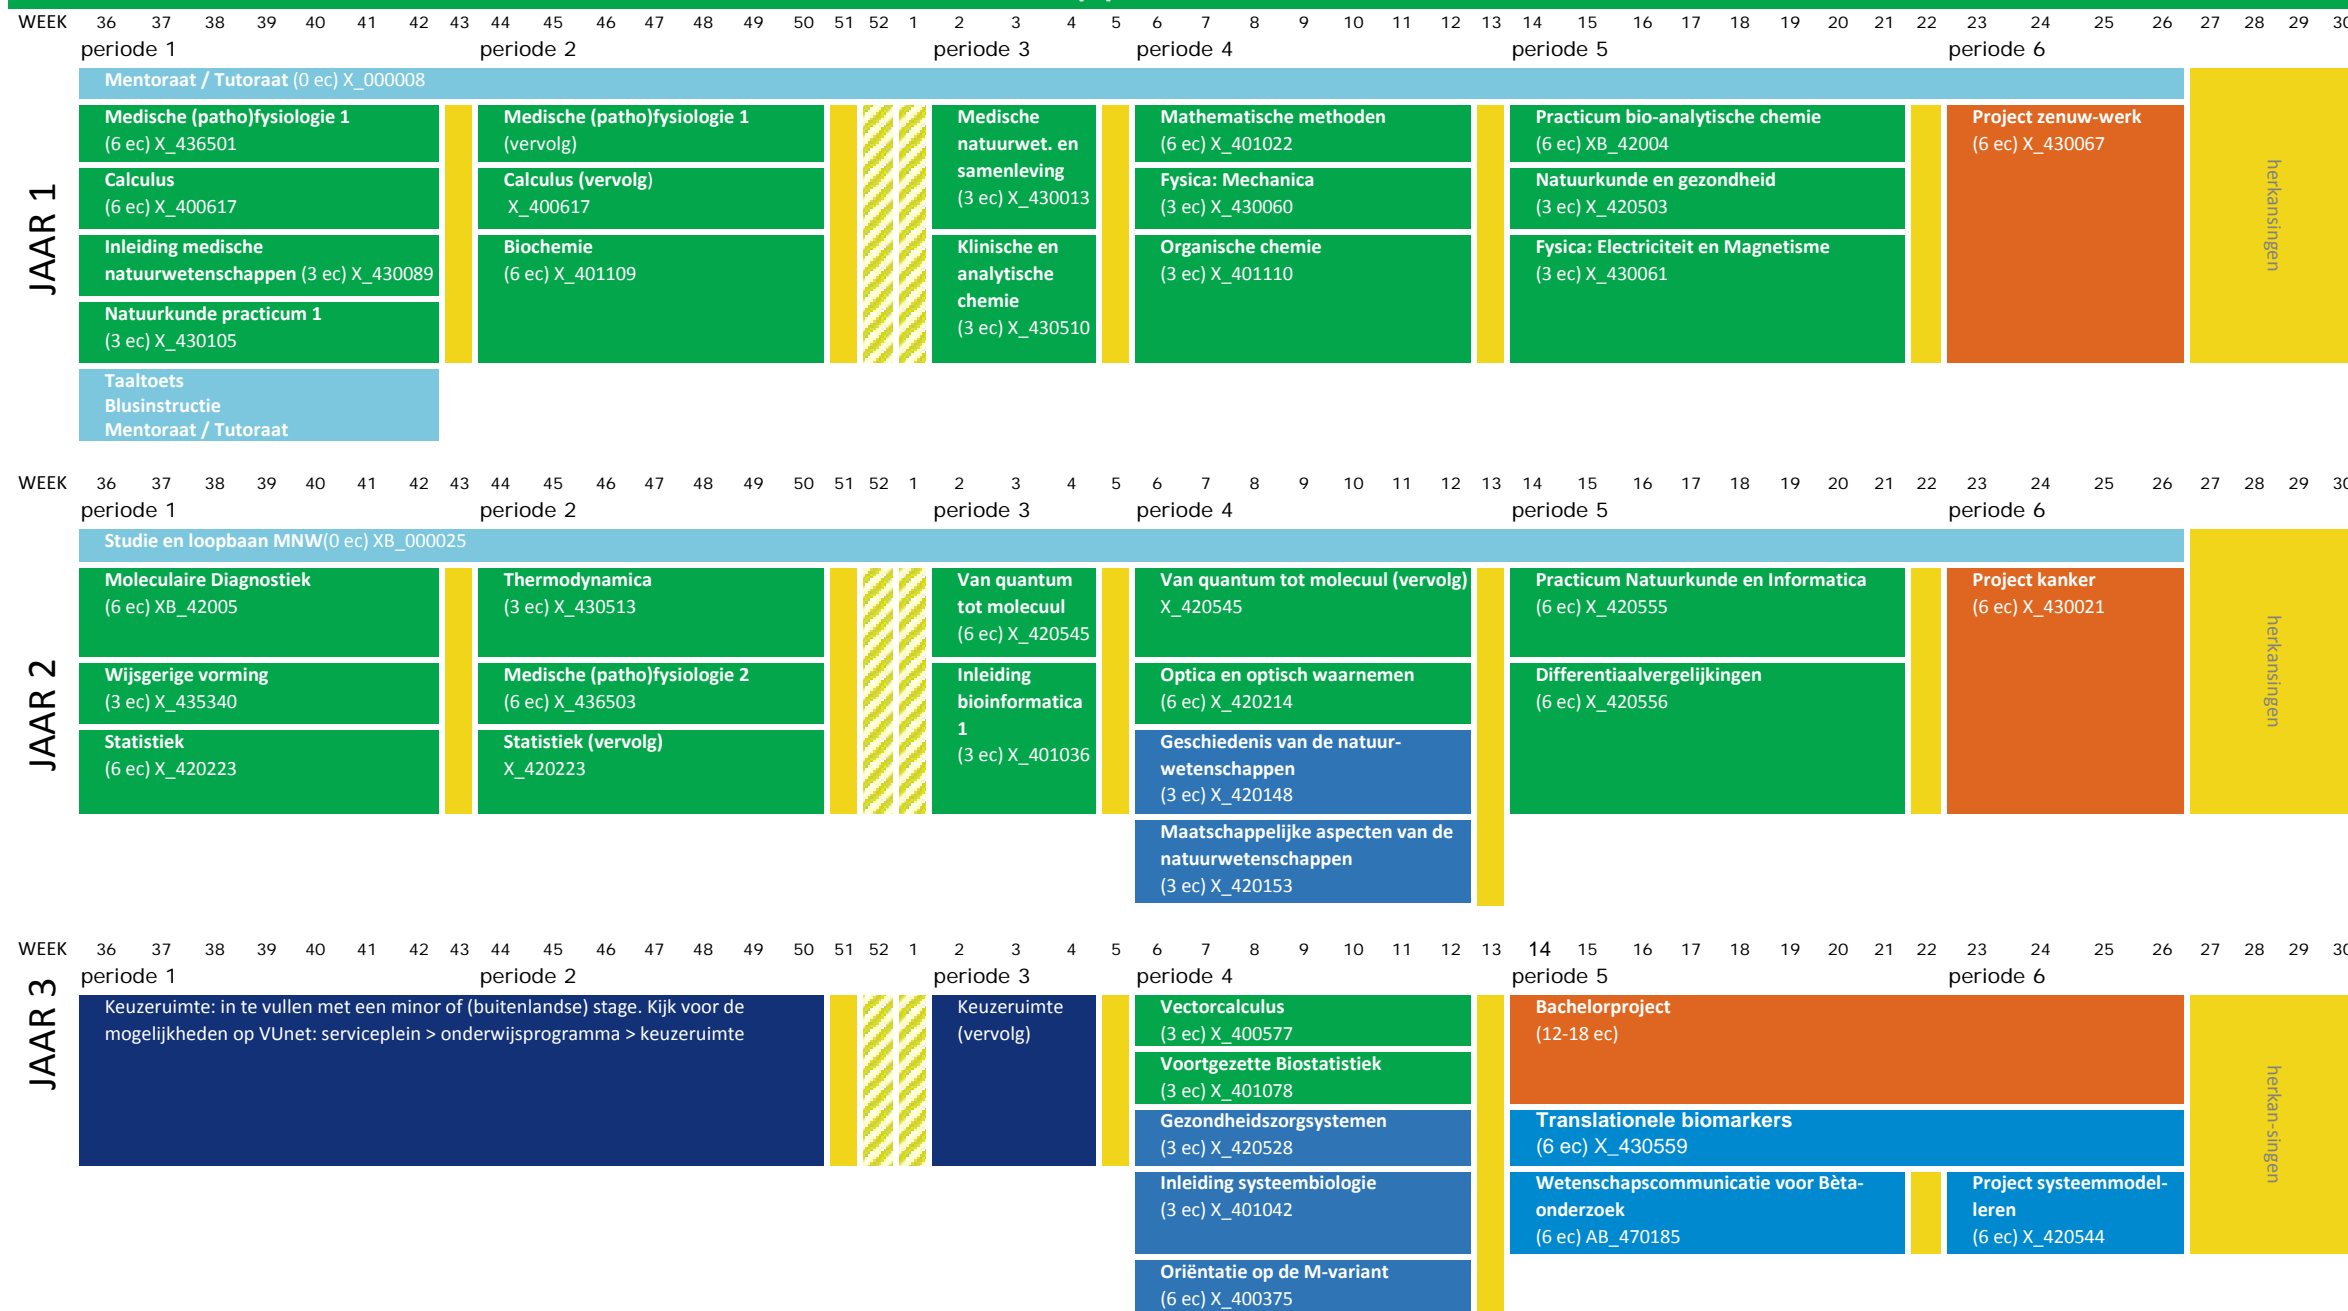 WEEK 36 37 38 39 40 41 42 43 44 45 46 47 48 49 50 51 52 1 2 3 4 5 6 7 8 9 10 11 12 13 14 15 16 17 18 19 20 21 22 23 24 25 26 27 28 29 30
periode 1 periode 2 periode 3 periode 4 periode 5 periode 6
JAAR 1
Mentoraat / Tutoraat (0 ec) X_000008
Medische (patho)fysiologie 1
(6 ec) X_436501
Calculus
(6 ec) X_400617
Inleiding medische
natuurwetenschappen (3 ec) X_430089
Natuurkunde practicum 1
(3 ec) X_430105
Taaltoets
Blusinstructie
Mentoraat / Tutoraat
Medische (patho)fysiologie 1
(vervolg)
Calculus (vervolg)
X_400617
Biochemie
(6 ec) X_401109
Medische
natuurwet. en
samenleving
(3 ec) X_430013
Klinische en
analytische
chemie
(3 ec) X_430510
Mathematische methoden
(6 ec) X_401022
Fysica: Mechanica
(3 ec) X_430060
Organische chemie
(3 ec) X_401110
Practicum bio-analytische chemie
(6 ec) XB_42004
Natuurkunde en gezondheid
(3 ec) X_420503
Fysica: Electriciteit en Magnetisme
(3 ec) X_430061
Project zenuw-werk
(6 ec) X_430067
herkansingen
WEEK 36 37 38 39 40 41 42 43 44 45 46 47 48 49 50 51 52 1 2 3 4 5 6 7 8 9 10 11 12 13 14 15 16 17 18 19 20 21 22 23 24 25 26 27 28 29 30
periode 1 periode 2 periode 3 periode 4 periode 5 periode 6
JAAR 2
Studie en loopbaan MNW(0 ec) XB_000025
Moleculaire Diagnostiek
(6 ec) XB_42005
Wijsgerige vorming
(3 ec) X_435340
Statistiek
(6 ec) X_420223
Thermodynamica
(3 ec) X_430513
Medische (patho)fysiologie 2
(6 ec) X_436503
Statistiek (vervolg)
X_420223
Van quantum
tot molecuul
(6 ec) X_420545
Inleiding
bioinformatica
1
(3 ec) X_401036
Van quantum tot molecuul (vervolg)
X_420545
Optica en optisch waarnemen
(6 ec) X_420214
Geschiedenis van de natuur-
wetenschappen
(3 ec) X_420148
Maatschappelijke aspecten van de
natuurwetenschappen
(3 ec) X_420153
Practicum Natuurkunde en Informatica
(6 ec) X_420555
Differentiaalvergelijkingen
(6 ec) X_420556
Project kanker
(6 ec) X_430021
herkansingen
WEEK 36 37 38 39 40 41 42 43 44 45 46 47 48 49 50 51 52 1 2 3 4 5 6 7 8 9 10 11 12 13 14 15 16 17 18 19 20 21 22 23 24 25 26 27 28 29 30
periode 1 periode 2 periode 3 periode 4 periode 5 periode 6
JAAR 3
Keuzeruimte: in te vullen met een minor of (buitenlandse) stage. Kijk voor de
mogelijkheden op VUnet: serviceplein > onderwijsprogramma > keuzeruimte
Keuzeruimte
(vervolg)
Vectorcalculus
(3 ec) X_400577
Voortgezette Biostatistiek
(3 ec) X_401078
Gezondheidszorgsystemen
(3 ec) X_420528
Inleiding systeembiologie
(3 ec) X_401042
Oriëntatie op de M-variant
(6 ec) X_400375
Bachelorproject
(12-18 ec)
Translationele biomarkers
(6 ec) X_430559
Wetenschapscommunicatie voor Bèta-
onderzoek
(6 ec) AB_470185
Project systeemmodel-
leren
(6 ec) X_420544
herkan-singen